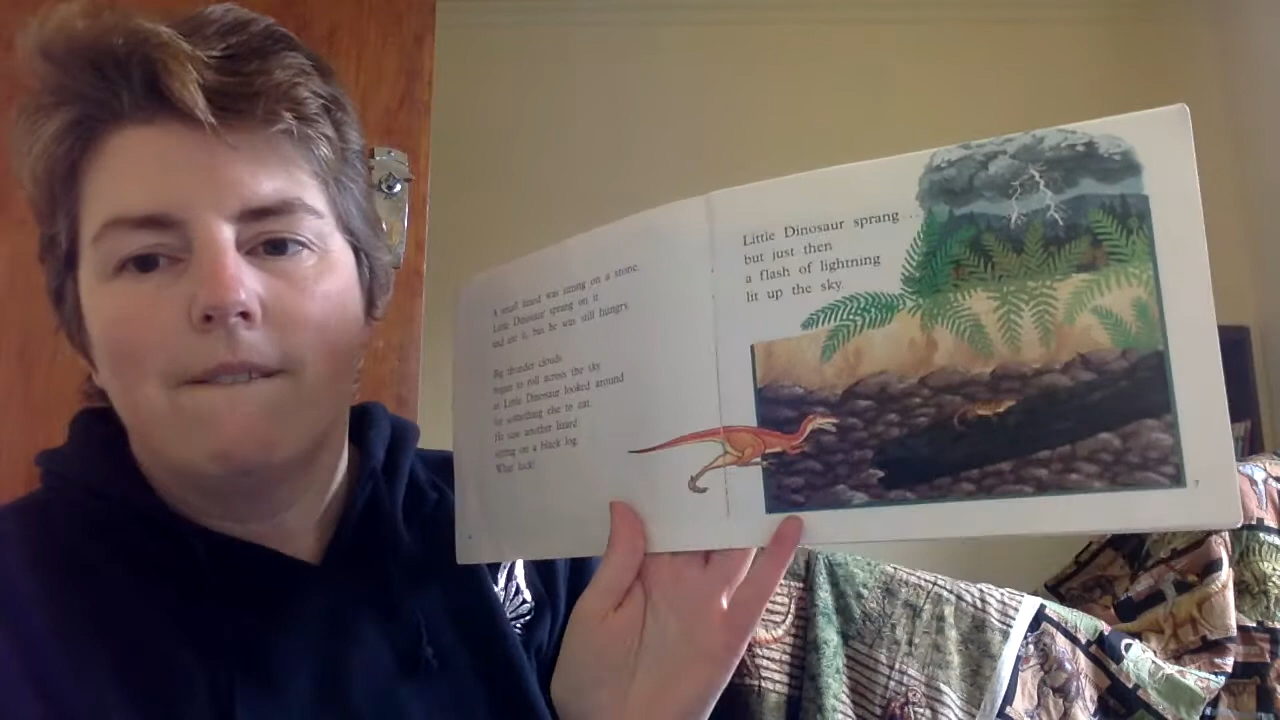 A small lizard was sitting on a stone.
Little Dinosaur sprang on it
and ate it, but he was still hungry.
Big thunder clouds
began to roll across the sky
as Little Dinosaur looked around
for something else to eat.
He saw another lizard
sitting on a black log.
What luck!
6
Little Dinosaur sprang ...
but just then
a flash of lightning
lit up the sky.
7